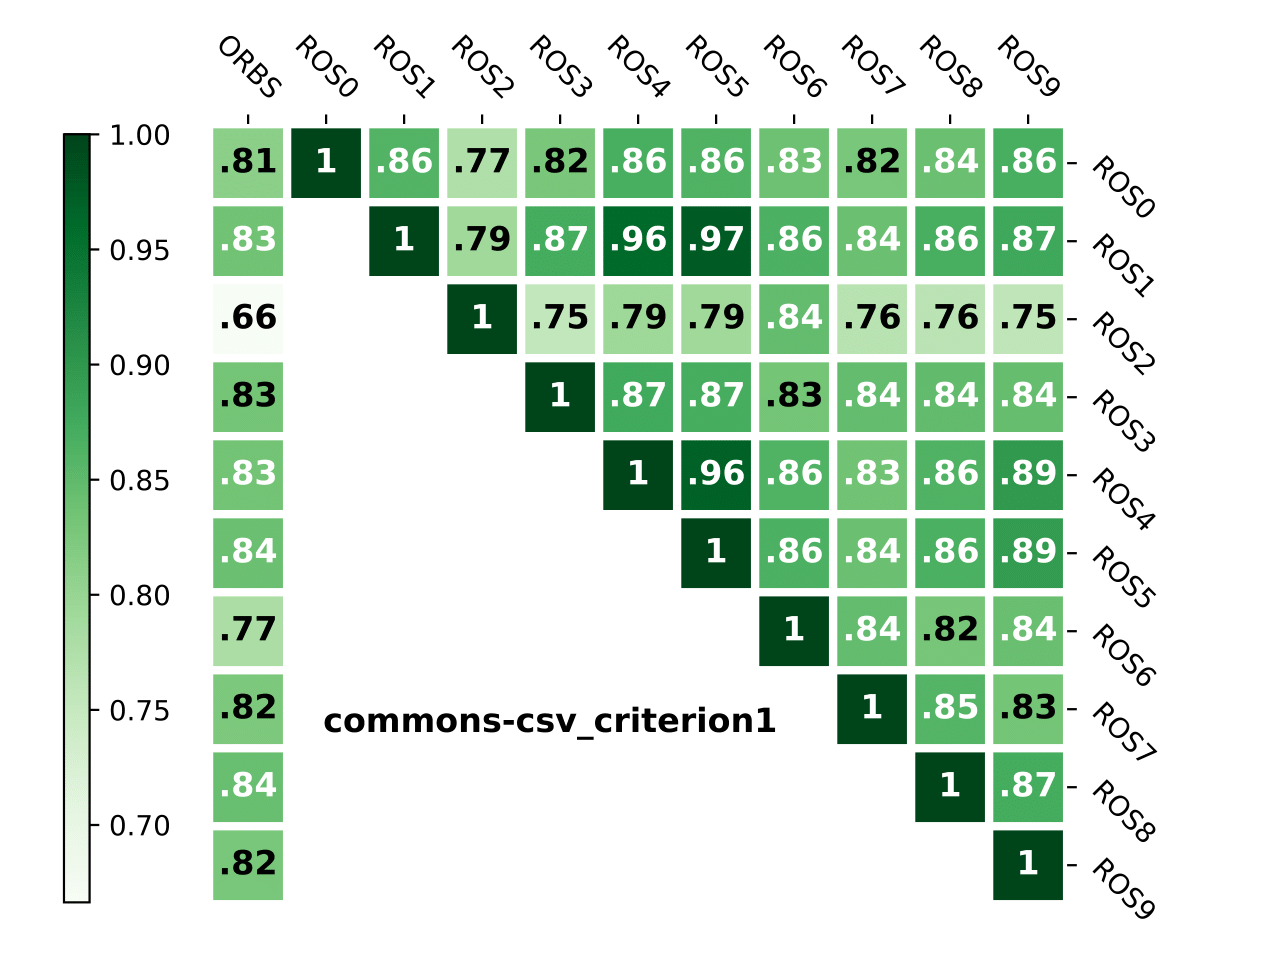 ORBS ROS0 ROS1 ROS2 ROS3 ROS4 ROS5 ROS6 ROS7 ROS8 ROS9
1.00
0.95
0.90
0.85
0.80
0.75
0.70
.81 1 .86 .77 .82 .86 .86 .83 .82 .84 .86 ROS0
.83 1 .79 .87 .96 .97 .86 .84 .86 .87 ROS1
.66 1 .75 .79 .79 .84 .76 .76 .75 ROS2
.83 1 .87 .87 .83 .84 .84 .84 ROS3
.83 1 .96 .86 .83 .86 .89 ROS4
.84 1 .86 .84 .86 .89 ROS5
.77 1 .84 .82 .84 ROS6
.82 1 .85 .83 ROS7
commons-csv_criterion1
.84 1 .87 ROS8
.82 1 ROS9